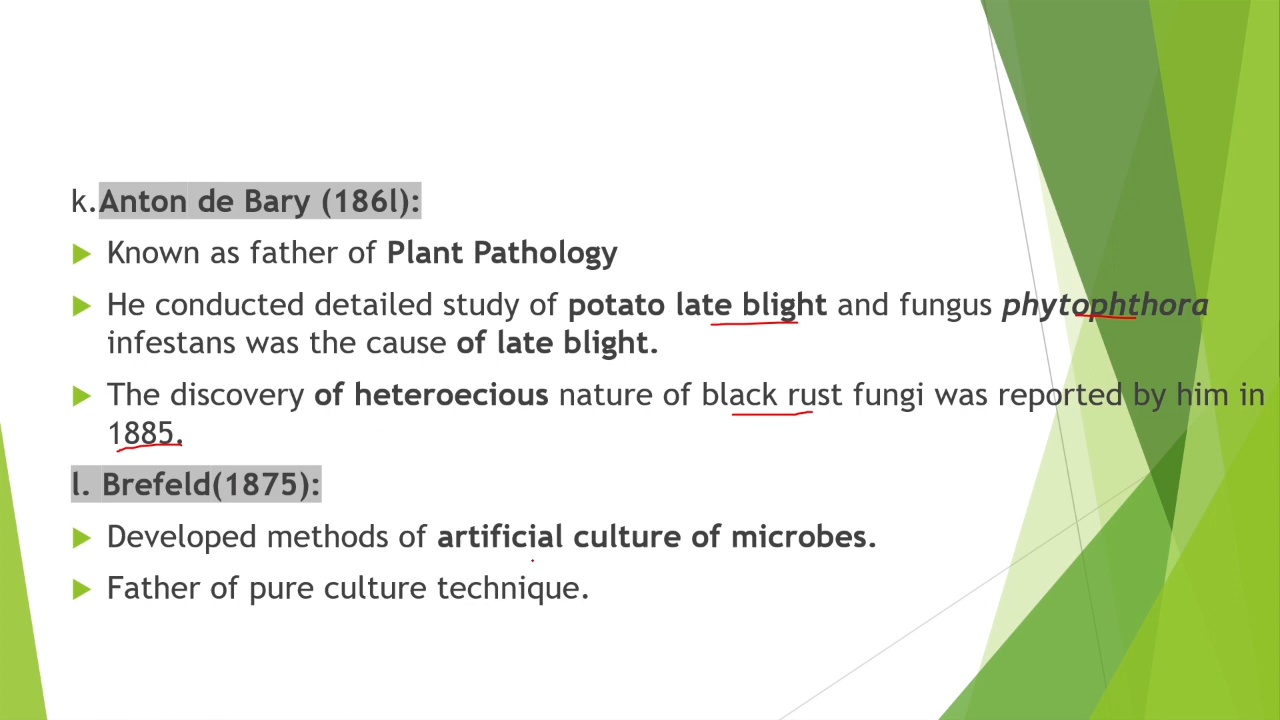 k.Anton de Bary (186l):
Known as father of Plant Pathology
He conducted detailed study of potato late blight and fungus phytophthora
infestans was the cause of late blight.
The discovery of heteroecious nature of black rust fungi was reported by him in
1885.
l. Brefeld(1875):
Developed methods of artificial culture of microbes.
Father of pure culture technique.